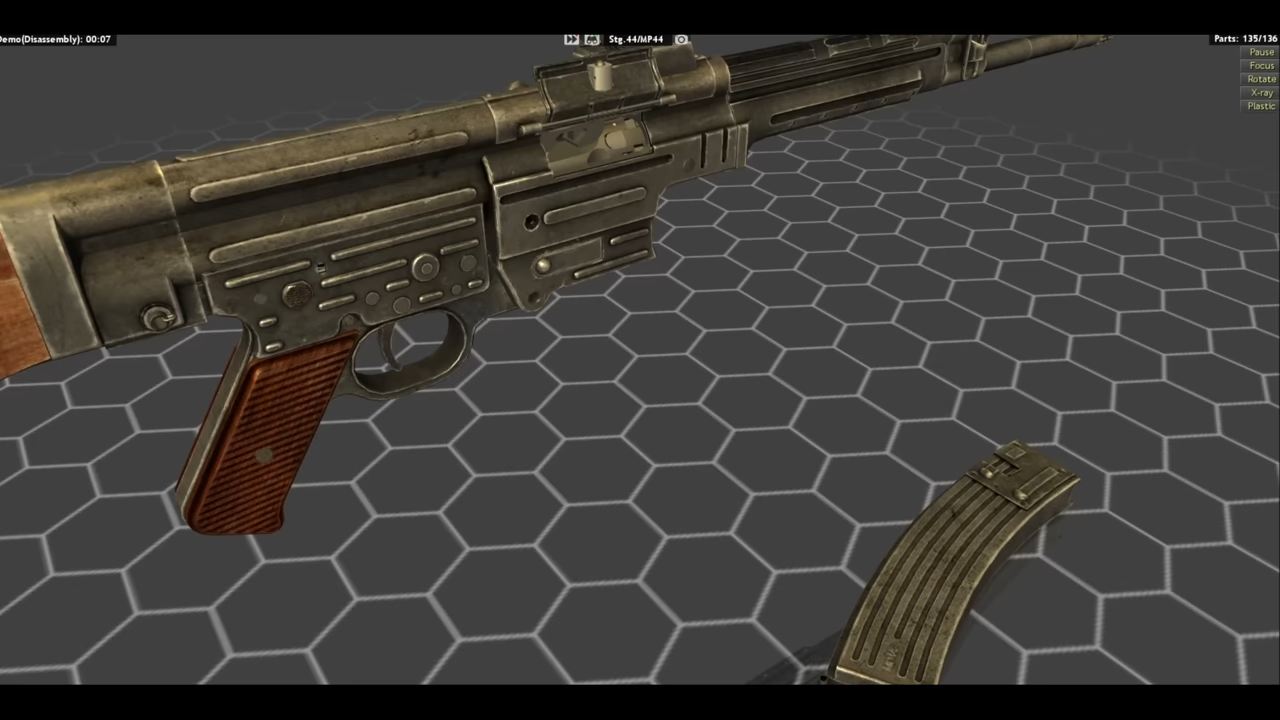 Demo(Disassembly): 00:07
Stg.44/MP44
Parts: 135/136
Pause
Focus
Rotate
X-ray
Plastic